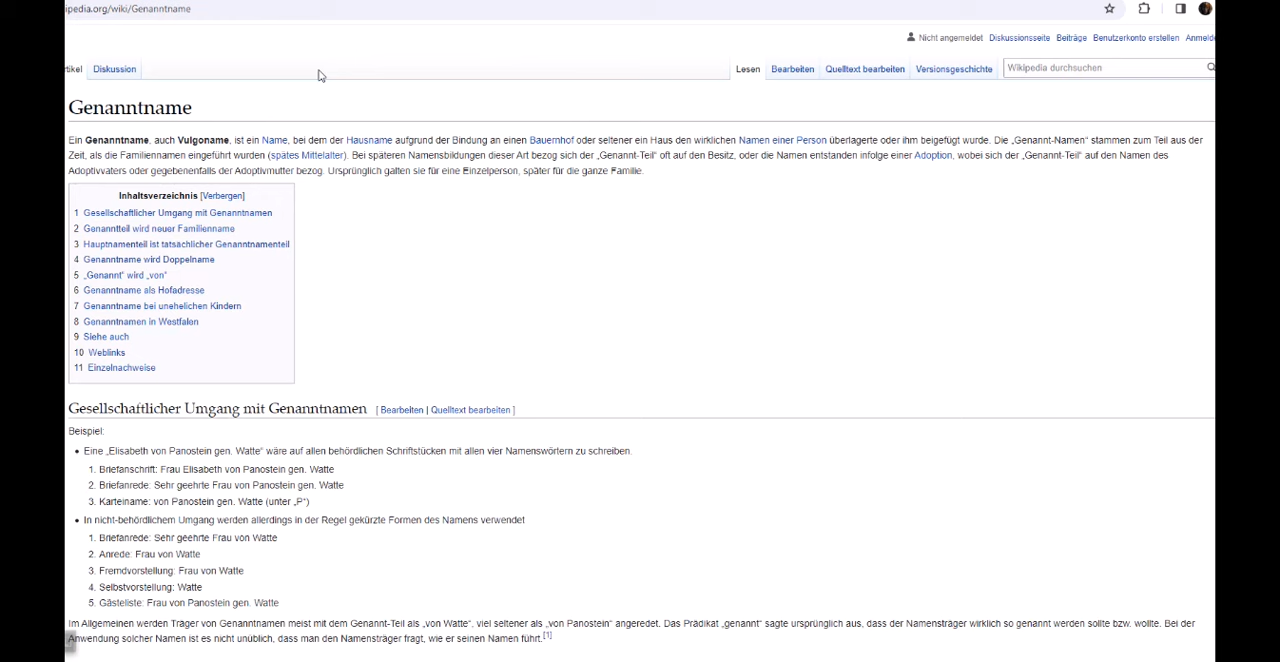 ipedia.org/wiki/Genanntname
Nicht angemeldet Diskussionsseite Beiträge Benutzerkonto erstellen Anmelde
tikel Diskussion Lesen Bearbeiten Quelltext bearbeiten Versionsgeschichte Wikipedia durchsuchen
Genanntname
Ein Genanntname, auch Vulgoname, ist ein Name, bei dem der Hausname aufgrund der Bindung an einen Bauernhof oder seltener ein Haus den wirklichen Namen einer Person überlagerte oder ihm beigefügt wurde. Die „Genannt-Namen“ stammen zum Teil aus der
Zeit, als die Familiennamen eingeführt wurden (spätes Mittelalter). Bei späteren Namensbildungen dieser Art bezog sich der „Genannt-Teil“ oft auf den Besitz, oder die Namen entstanden infolge einer Adoption, wobei sich der „Genannt-Teil“ auf den Namen des
Adoptivvaters oder gegebenenfalls der Adoptivmutter bezog. Ursprünglich galten sie für eine Einzelperson, später für die ganze Familie.
Inhaltsverzeichnis [Verbergen]
1 Gesellschaftlicher Umgang mit Genanntnamen
2 Genanntteil wird neuer Familienname
3 Hauptnamenteil ist tatsächlicher Genanntnamenteil
4 Genanntname wird Doppelname
5 „Genannt“ wird „von“
6 Genanntname als Hofadresse
7 Genanntname bei unehelichen Kindern
8 Genanntnamen in Westfalen
9 Siehe auch
10 Weblinks
11 Einzelnachweise
Gesellschaftlicher Umgang mit Genanntnamen [ Bearbeiten | Quelltext bearbeiten ]
Beispiel:
• Eine „Elisabeth von Panostein gen. Watte“ wäre auf allen behördlichen Schriftstücken mit allen vier Namenswörtern zu schreiben.
1. Briefanschrift: Frau Elisabeth von Panostein gen. Watte
2. Briefanrede: Sehr geehrte Frau von Panostein gen. Watte
3. Karteiname: von Panostein gen. Watte (unter „P“)
• In nicht-behördlichem Umgang werden allerdings in der Regel gekürzte Formen des Namens verwendet
1. Briefanrede: Sehr geehrte Frau von Watte
2. Anrede: Frau von Watte
3. Fremdvorstellung: Frau von Watte
4. Selbstvorstellung: Watte
5. Gästeliste: Frau von Panostein gen. Watte
Im Allgemeinen werden Träger von Genanntnamen meist mit dem Genannt-Teil als „von Watte“, viel seltener als „von Panostein“ angeredet. Das Prädikat „genannt“ sagte ursprünglich aus, dass der Namensträger wirklich so genannt werden sollte bzw. wollte. Bei der
Anwendung solcher Namen ist es nicht unüblich, dass man den Namensträger fragt, wie er seinen Namen führt.[1]